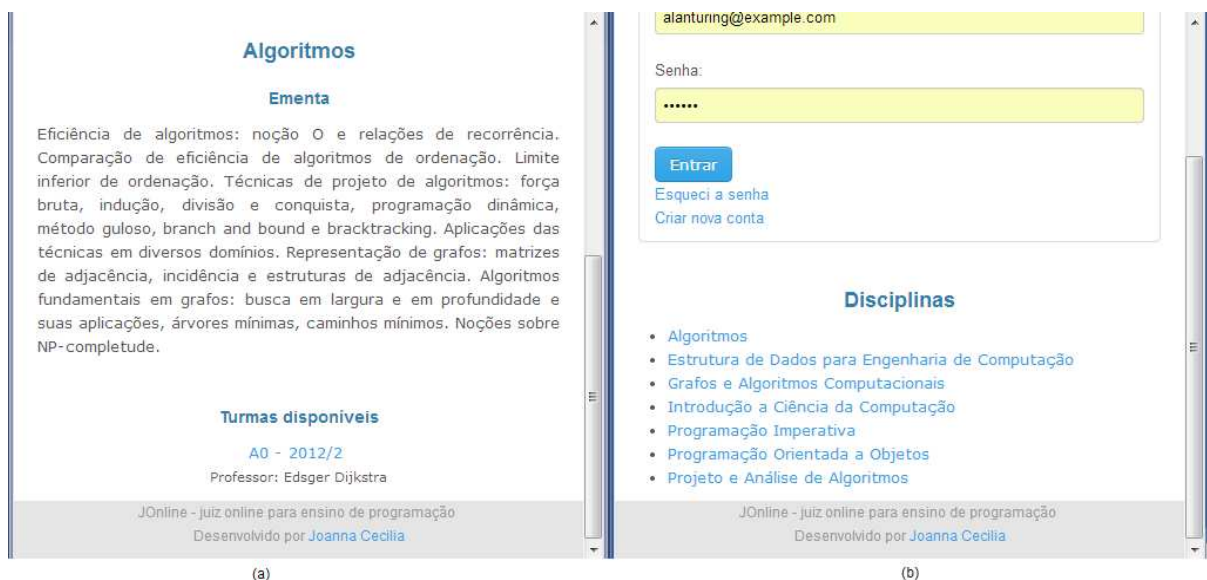 Algoritmos
Ementa
Eficiência de algoritmos: noção O e relações de recorrência.
Comparação de eficiência de algoritmos de ordenação. Limite
inferior de ordenação. Técnicas de projeto de algoritmos: força
bruta, indução, divisão e conquista, programação dinâmica,
método guloso, branch and bound e bracktracking. Aplicações das
técnicas em diversos domínios. Representação de grafos: matrizes
de adjacência, incidência e estruturas de adjacência. Algoritmos
fundamentais em grafos: busca em largura e em profundidade e
suas aplicações, árvores mínimas, caminhos mínimos. Noções sobre
NP-completude.
Turmas disponíveis
A0 - 2012/2
Professor: Edsger Dijkstra
JOnline - juiz online para ensino de programação
Desenvolvido por Joanna Cecilia
(a)
alanturing@example.com
Senha:
••••••
Entrar
Esqueci a senha
Criar nova conta
Disciplinas
• Algoritmos
• Estrutura de Dados para Engenharia de Computação
• Grafos e Algoritmos Computacionais
• Introdução a Ciência da Computação
• Programação Imperativa
• Programação Orientada a Objetos
• Projeto e Análise de Algoritmos
JOnline - juiz online para ensino de programação
Desenvolvido por Joanna Cecilia
(b)